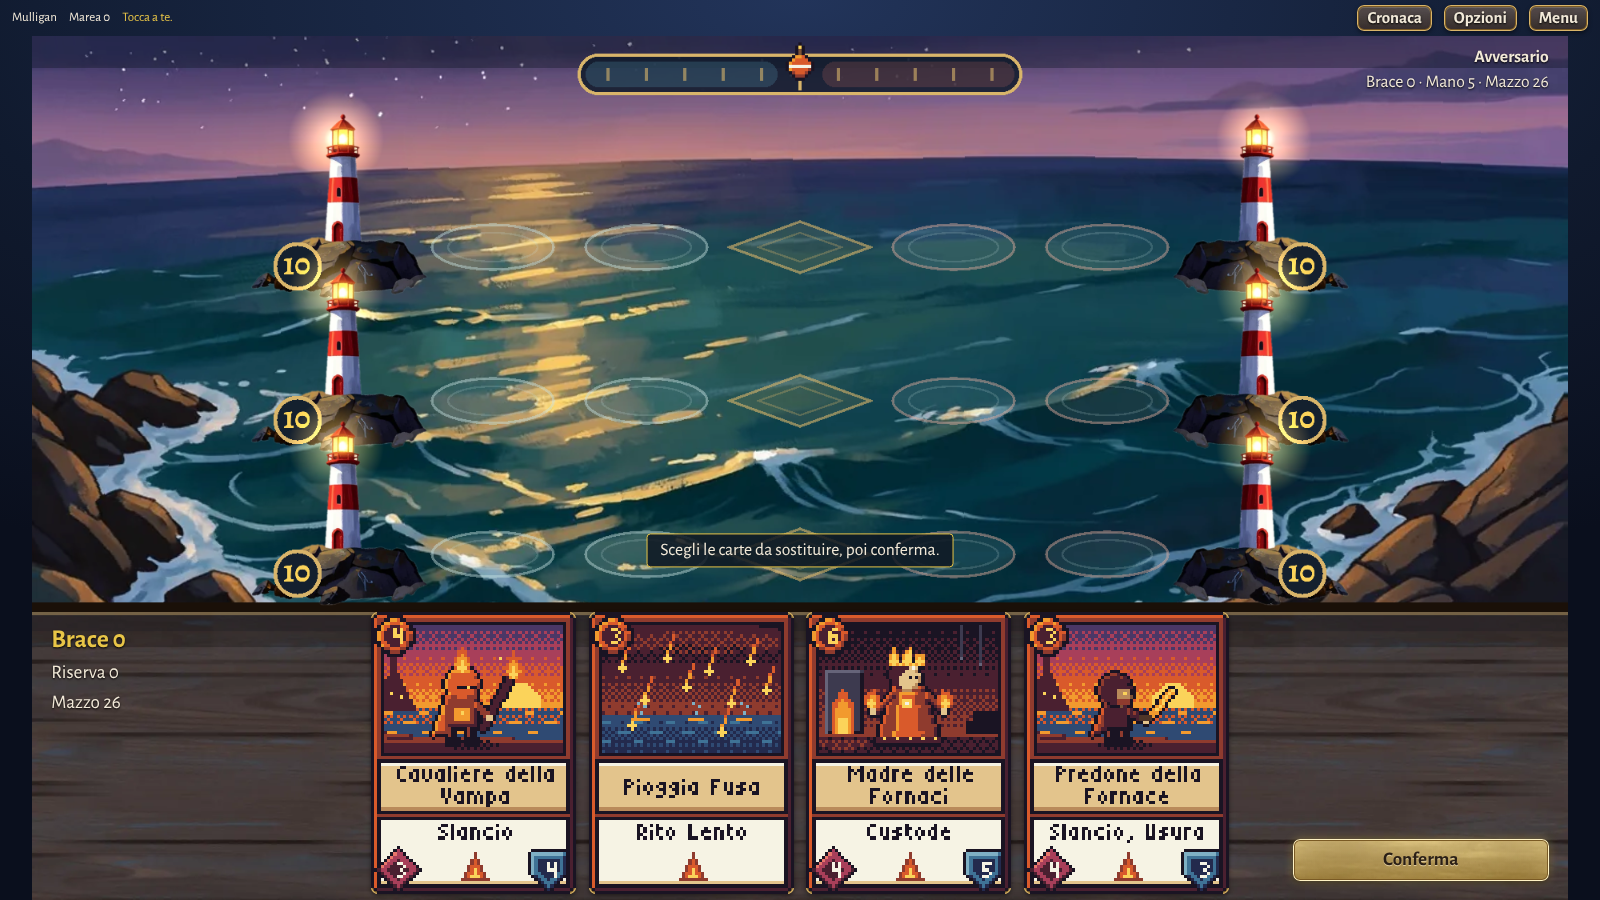 Mulligan Marea 0 Tocca a te.
Cronaca Opzioni Menu
Avversario
Brace 0 · Mano 5 · Mazzo 26
10
10
10
10
10
10
Scegli le carte da sostituire, poi conferma.
Brace 0
Riserva 0
Mazzo 26
4
Cavaliere della
Vampa
Slancio
3
4
3
Pioggia Fusa
Rito Lento
6
Madre delle
Fornaci
Custode
4
5
3
Predone della
Fornace
Slancio, Usura
4
3
Conferma